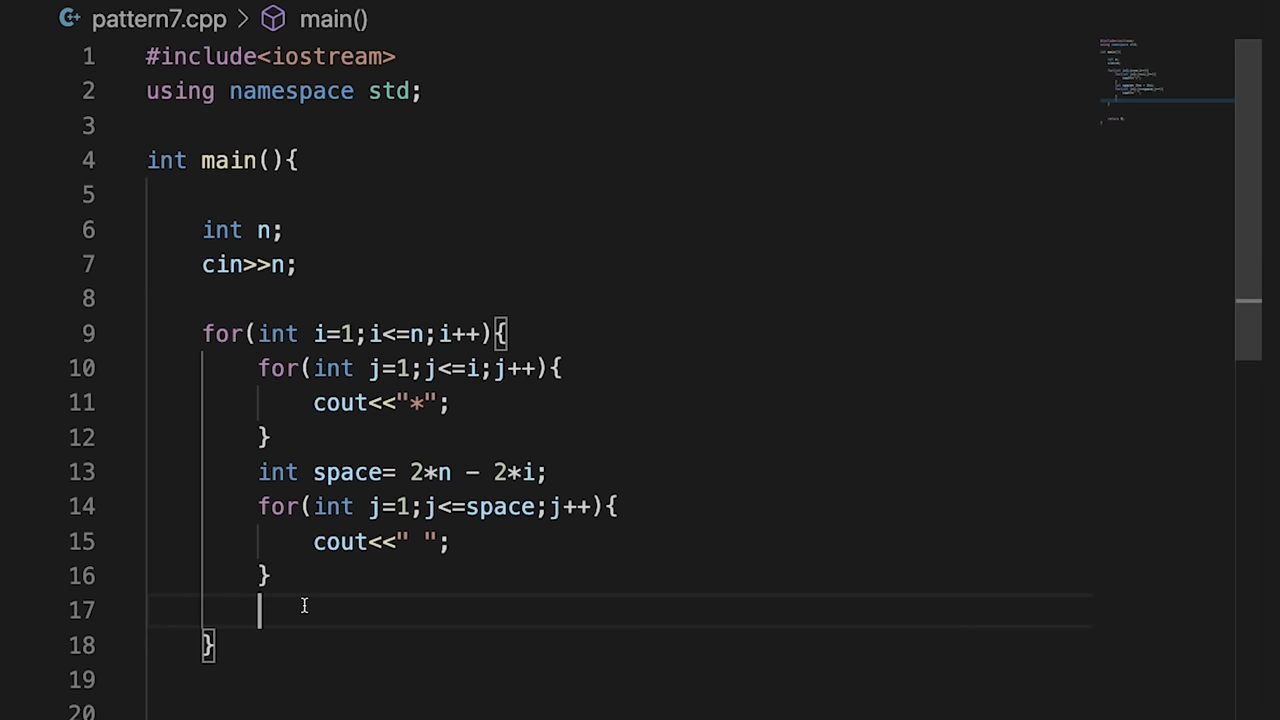 pattern7.cpp > main()
1 #include<iostream>
2 using namespace std;
3
4 int main(){
5
6 int n;
7 cin>>n;
8
9 for(int i=1;i<=n;i++){
10 for(int j=1;j<=i;j++){
11 cout<<"*";
12 }
13 int space= 2*n - 2*i;
14 for(int j=1;j<=space;j++){
15 cout<<" ";
16 }
17
18 }
19
20